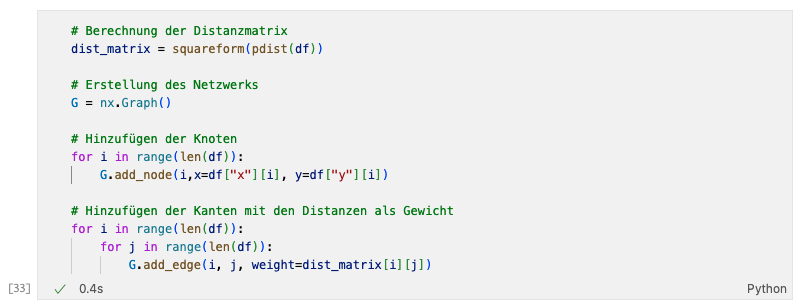 # Berechnung der Distanzmatrix
dist_matrix = squareform(pdist(df))
# Erstellung des Netzwerks
G = nx.Graph()
# Hinzufügen der Knoten
for i in range(len(df)):
    G.add_node(i,x=df["x"][i], y=df["y"][i])
# Hinzufügen der Kanten mit den Distanzen als Gewicht
for i in range(len(df)):
    for j in range(len(df)):
        G.add_edge(i, j, weight=dist_matrix[i][j])
[33] ✓ 0.4s Python